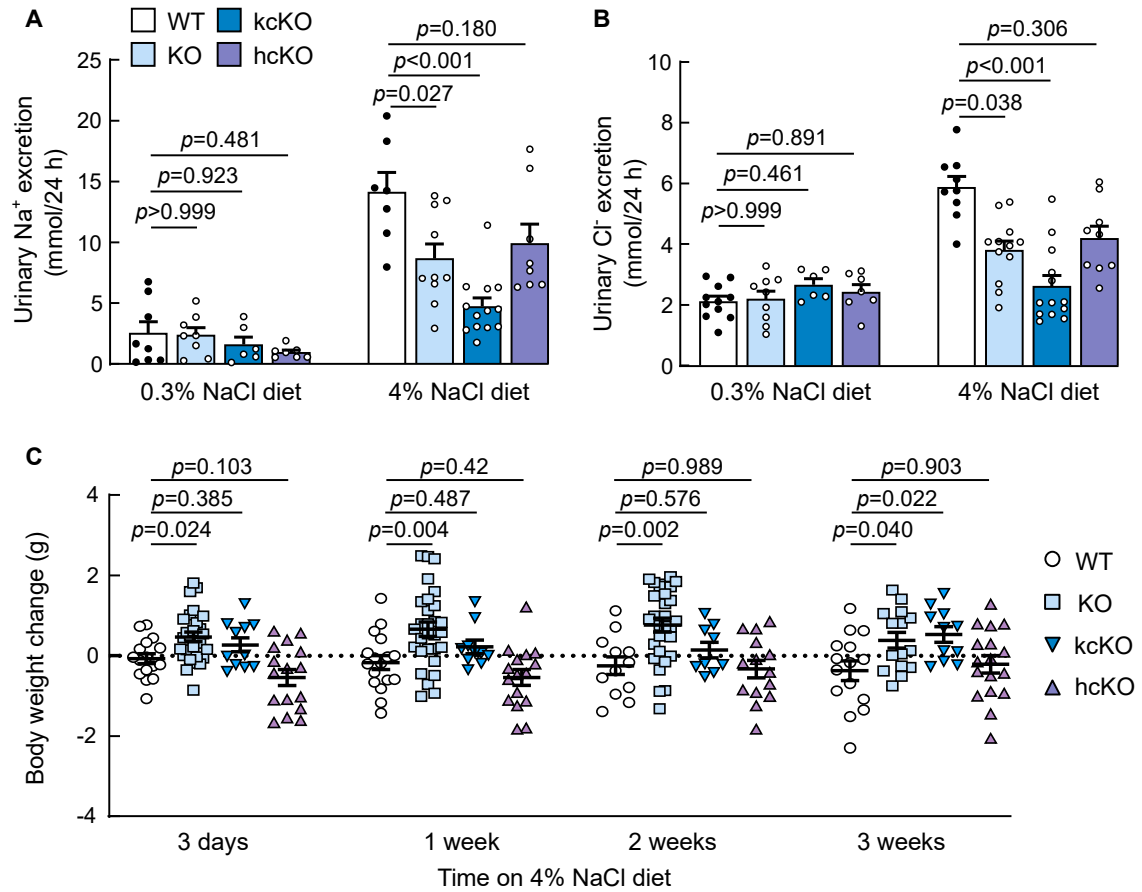 A
WT
kcKO
KO
hcKO
Urinary Na⁺ excretion
(mmol/24 h)
25
20
15
10
5
0
p=0.481
p=0.923
p>0.999
p=0.180
p<0.001
p=0.027
0.3% NaCl diet
4% NaCl diet
B
Urinary Cl⁻ excretion
(mmol/24 h)
10
8
6
4
2
0
p=0.891
p=0.461
p>0.999
p=0.306
p<0.001
p=0.038
0.3% NaCl diet
4% NaCl diet
C
Body weight change (g)
4
2
0
-2
-4
p=0.103
p=0.385
p=0.024
p=0.42
p=0.487
p=0.004
p=0.989
p=0.576
p=0.002
p=0.903
p=0.022
p=0.040
WT
KO
kcKO
hcKO
3 days
1 week
2 weeks
3 weeks
Time on 4% NaCl diet